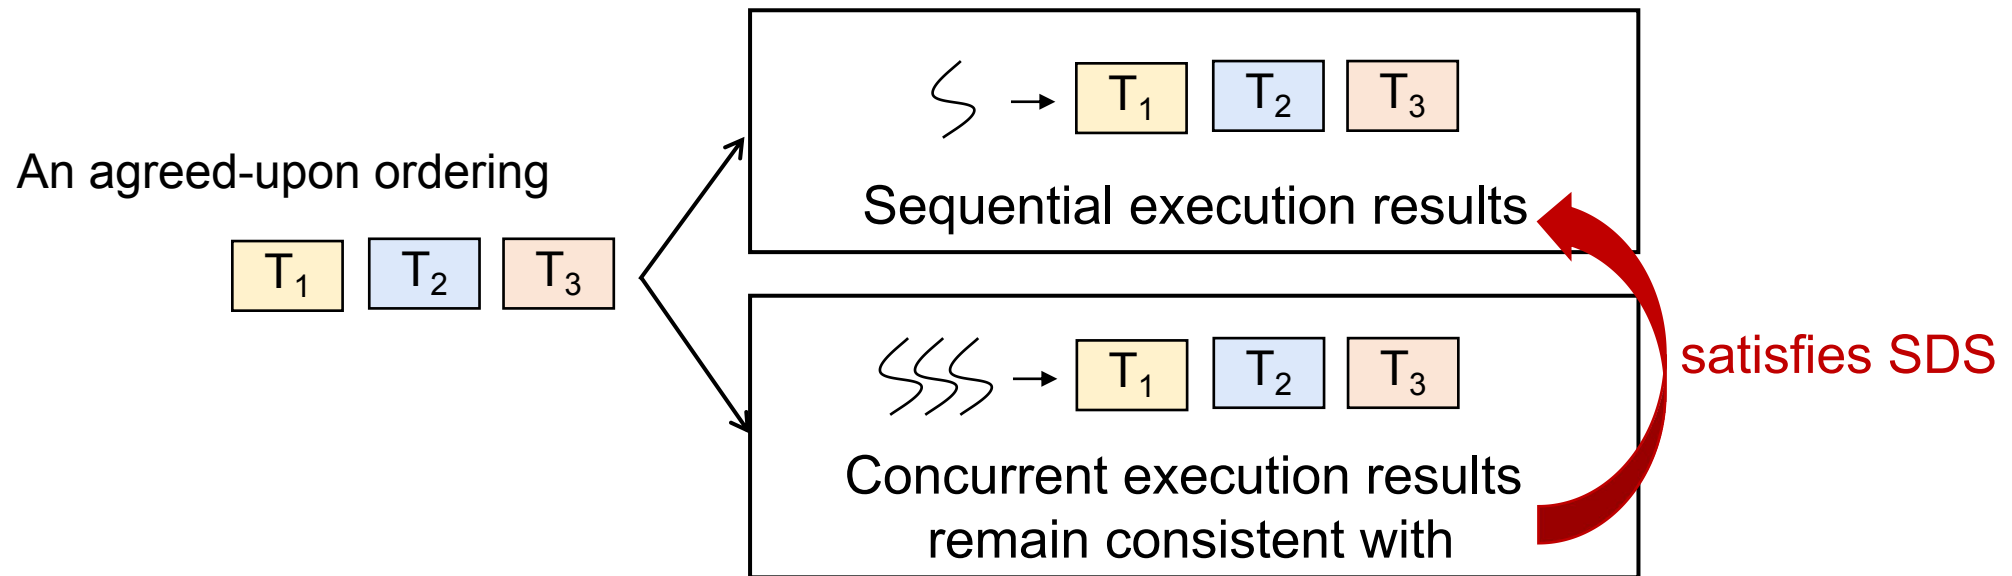 An agreed-upon ordering
T₁ T₂ T₃
T₁ T₂ T₃
Sequential execution results
T₁ T₂ T₃
Concurrent execution results
remain consistent with
satisfies SDS